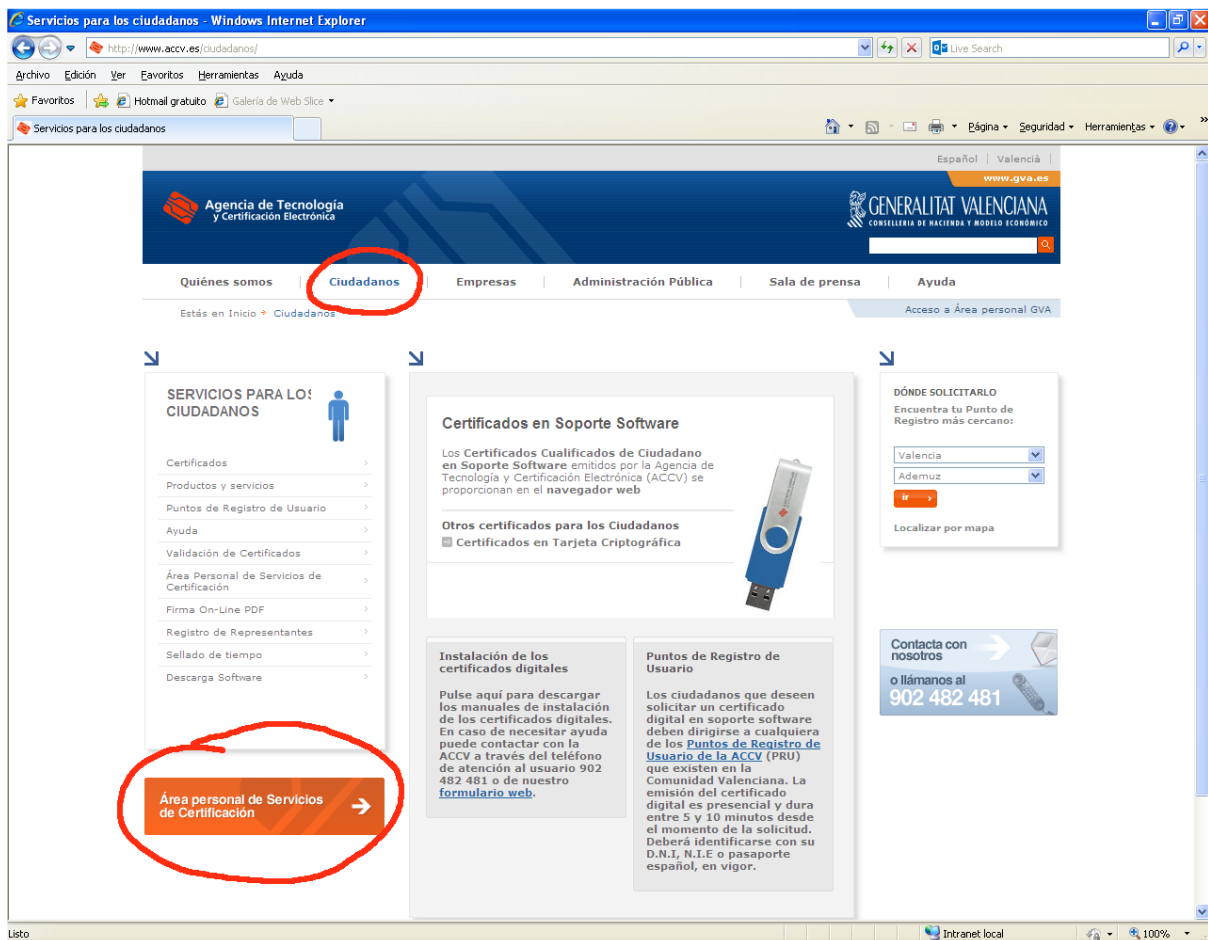 Servicios para los ciudadanos - Windows Internet Explorer
http://www.accv.es/ciudadanos/
Live Search
Archivo Edición Ver Favoritos Herramientas Ayuda
Favoritos Hotmail gratuito Galería de Web Slice
Servicios para los ciudadanos
Página Seguridad Herramientas »
Español | Valencià |
www.gva.es
Agencia de Tecnología
y Certificación Electrónica
GENERALITAT VALENCIANA
CONSELLERIA DE HACIENDA Y MODELO ECONÓMICO
Quiénes somos | Ciudadanos | Empresas | Administración Pública | Sala de prensa | Ayuda
Estás en Inicio Ciudadanos
Acceso a Área personal GVA
SERVICIOS PARA LOS
CIUDADANOS
Certificados
Productos y servicios
Puntos de Registro de Usuario
Ayuda
Validación de Certificados
Área Personal de Servicios de
Certificación
Firma On-Line PDF
Registro de Representantes
Sellado de tiempo
Descarga Software
Área personal de Servicios
de Certificación
Certificados en Soporte Software
Los Certificados Cualificados de Ciudadano
en Soporte Software emitidos por la Agencia de
Tecnología y Certificación Electrónica (ACCV) se
proporcionan en el navegador web
Otros certificados para los Ciudadanos
Certificados en Tarjeta Criptográfica
Instalación de los
certificados digitales
Pulse aquí para descargar
los manuales de instalación
de los certificados digitales.
En caso de necesitar ayuda
puede contactar con la
ACCV a través del teléfono
de atención al usuario 902
482 481 o de nuestro
formulario web.
Puntos de Registro de
Usuario
Los ciudadanos que deseen
solicitar un certificado
digital en soporte software
deben dirigirse a cualquiera
de los Puntos de Registro de
Usuario de la ACCV (PRU)
que existen en la
Comunidad Valenciana. La
emisión del certificado
digital es presencial y dura
entre 5 y 10 minutos desde
el momento de la solicitud.
Deberá identificarse con su
D.N.I, N.I.E o pasaporte
español, en vigor.
DÓNDE SOLICITARLO
Encuentra tu Punto de
Registro más cercano:
Valencia
Ademuz
ir
Localizar por mapa
Contacta con
nosotros
o llámanos al
902 482 481
Listo
Intranet local
100%